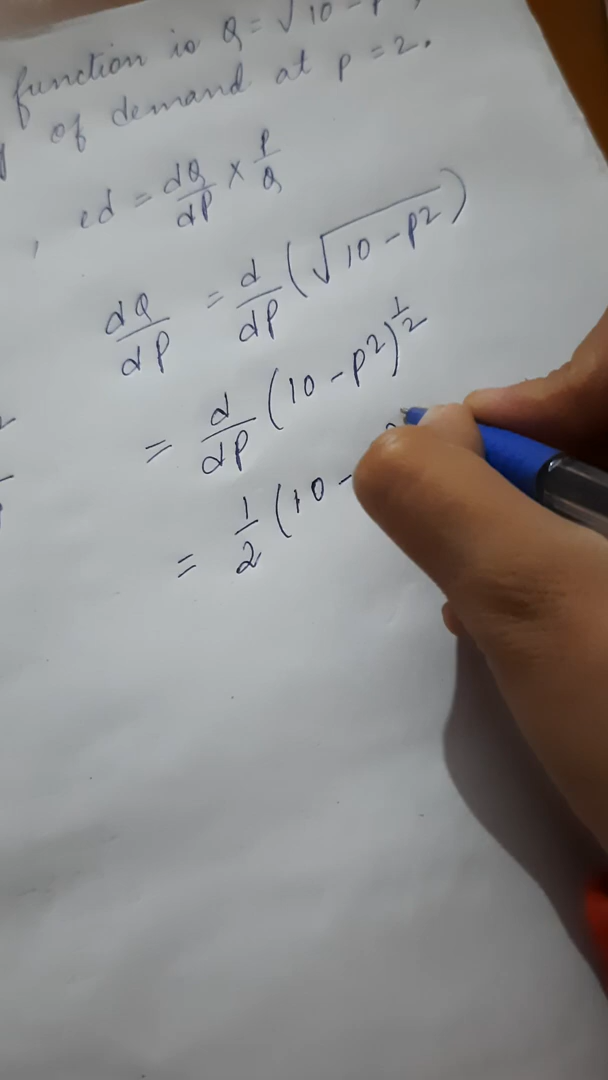 function is Q = √10 - P
of demand at P = 2.
, ed = dQ/dP × P/Q
dQ/dP = d/dP (√10 - P²)
= d/dP (10 - P²)^1/2
= 1/2 (10 -